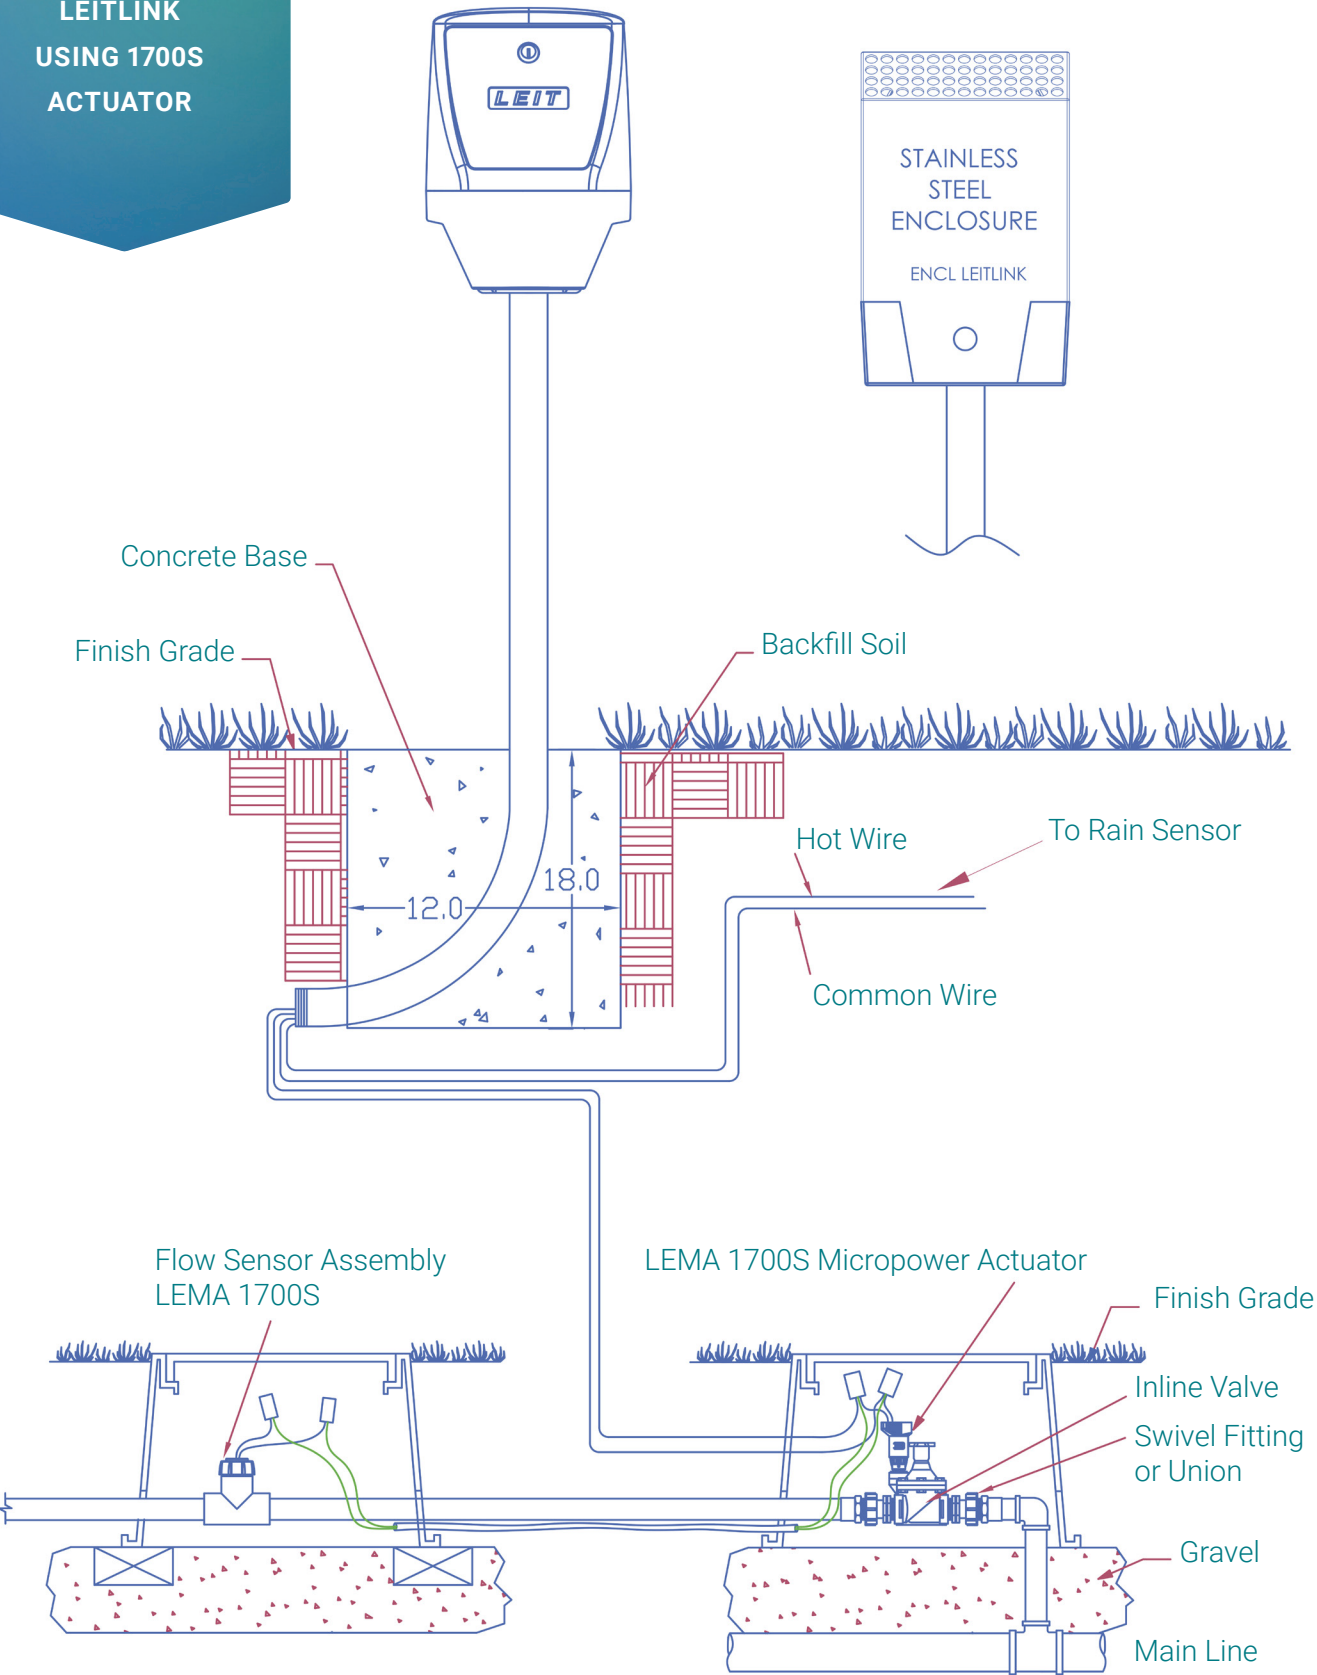 LEITLINK
USING 1700S
ACTUATOR
LEIT
STAINLESS
STEEL
ENCLOSURE
ENCL LEITLINK
Concrete Base
Finish Grade
Backfill Soil
Hot Wire
To Rain Sensor
18.0
12.0
Common Wire
Flow Sensor Assembly
LEMA 1700S
LEMA 1700S Micropower Actuator
Finish Grade
Inline Valve
Swivel Fitting
or Union
Gravel
Main Line